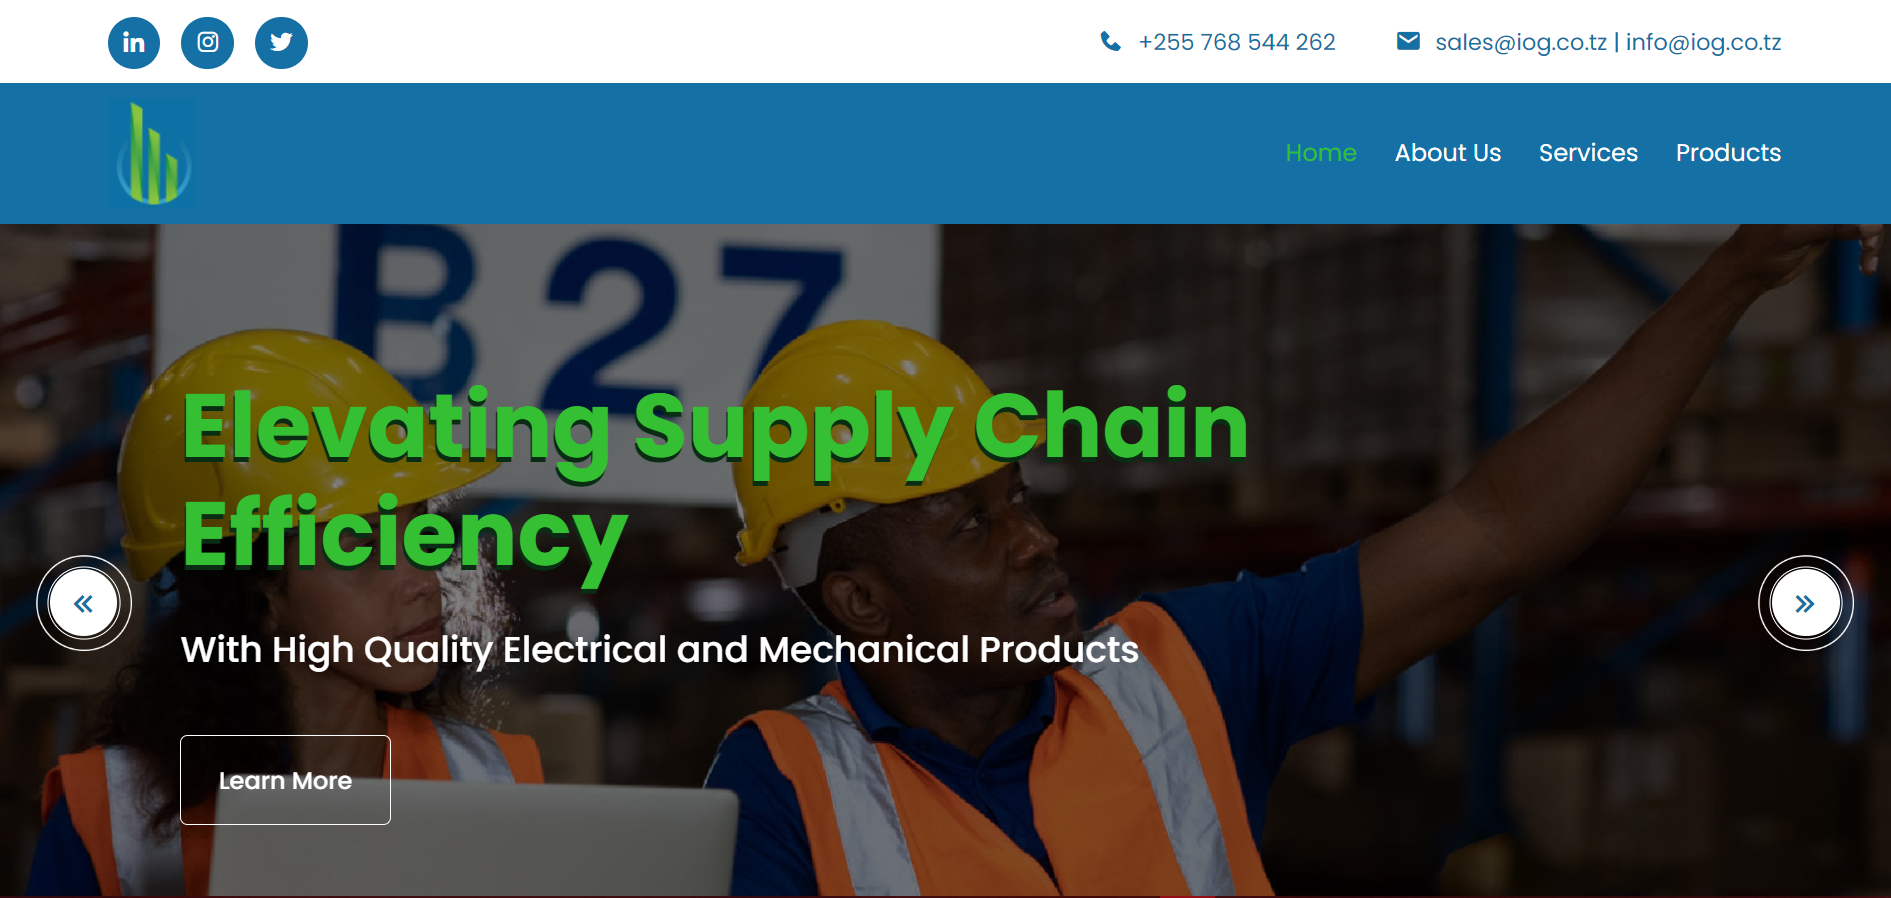 +255 768 544 262
sales@iog.co.tz | info@iog.co.tz
Home About Us Services Products
B 27
Elevating Supply Chain
Efficiency
With High Quality Electrical and Mechanical Products
Learn More